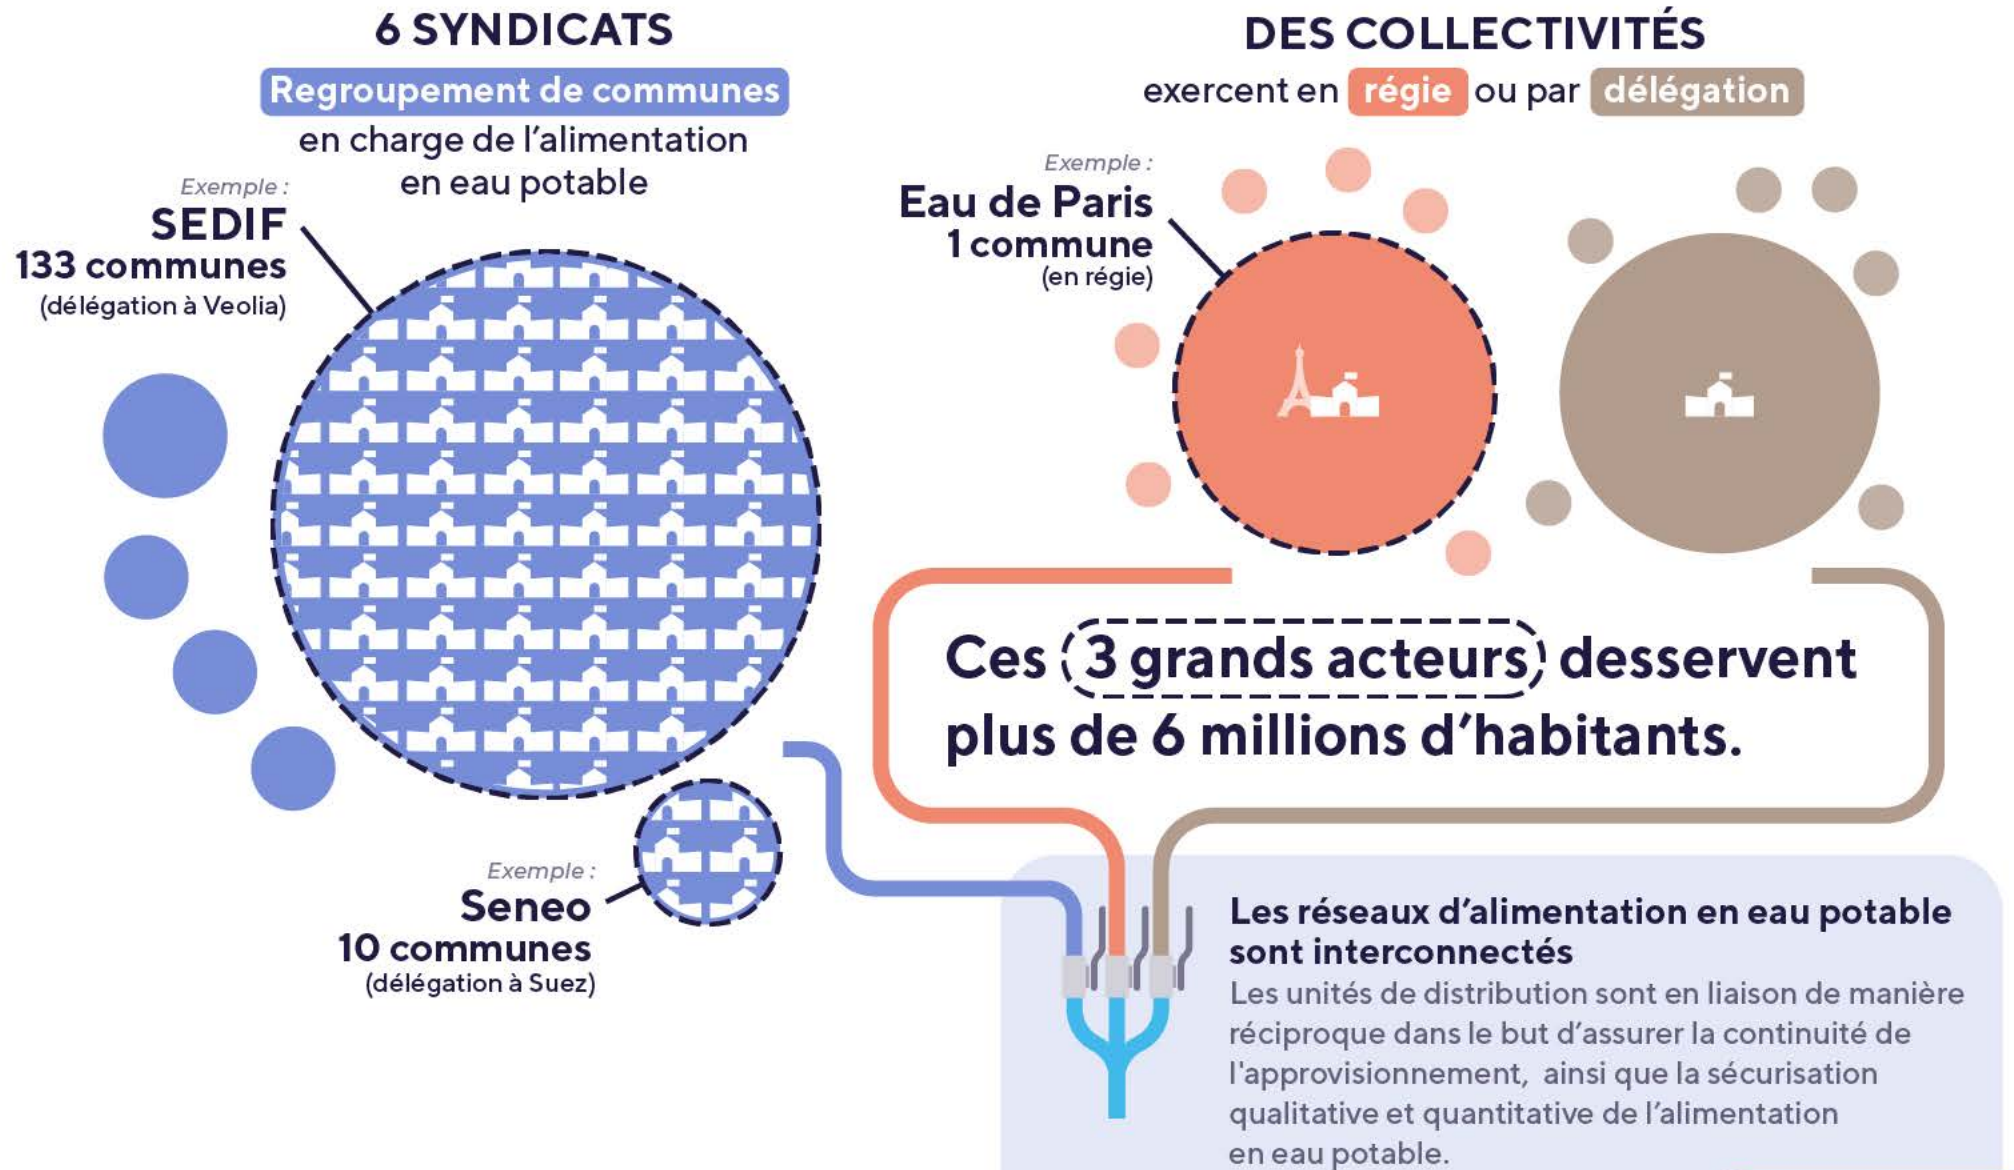 6 SYNDICATS
Regroupement de communes
en charge de l’alimentation
en eau potable
Exemple :
SEDIF
133 communes
(délégation à Veolia)
Exemple :
Seneo
10 communes
(délégation à Suez)
DES COLLECTIVITÉS
exercent en régie ou par délégation
Exemple :
Eau de Paris
1 commune
(en régie)
Ces 3 grands acteurs desservent
plus de 6 millions d’habitants.
Les réseaux d’alimentation en eau potable
sont interconnectés
Les unités de distribution sont en liaison de manière
réciproque dans le but d’assurer la continuité de
l'approvisionnement, ainsi que la sécurisation
qualitative et quantitative de l’alimentation
en eau potable.